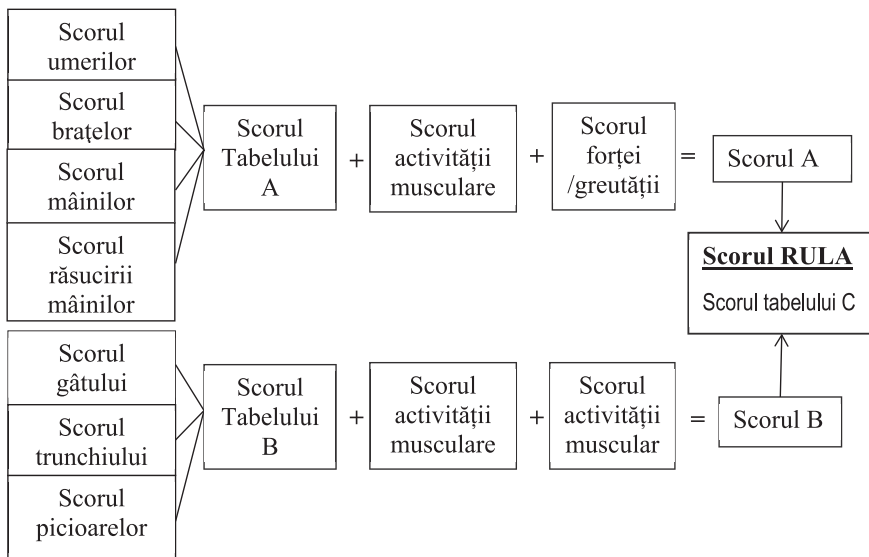 Scorul
umerilor
Scorul
braţelor
Scorul
mâinilor
Scorul
răsucirii
mâinilor
Scorul
Tabelului
A
+
Scorul
activității
musculare
+
Scorul
forței
/greutății
=
Scorul A
Scorul RULA
Scorul tabelului C
Scorul
gâtului
Scorul
trunchiului
Scorul
picioarelor
Scorul
Tabelului
B
+
Scorul
activității
musculare
+
Scorul
activității
muscular
=
Scorul B